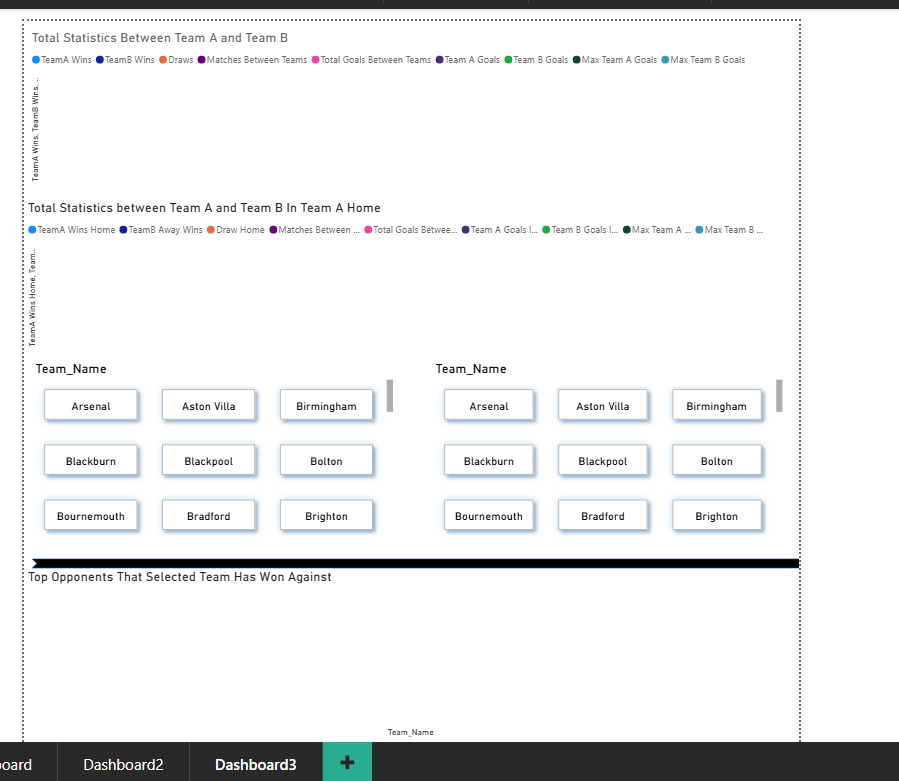 Total Statistics Between Team A and Team B
TeamA Wins TeamB Wins Draws Matches Between Teams Total Goals Between Teams Team A Goals Team B Goals Max Team A Goals Max Team B Goals
TeamA Wins, TeamB Wins, ...
Total Statistics between Team A and Team B In Team A Home
TeamA Wins Home TeamB Away Wins Draw Home Matches Between ... Total Goals Betwee... Team A Goals I... Team B Goals I... Max Team A ... Max Team B ...
TeamA Wins Home, Team...
Team_Name Team_Name
Arsenal Aston Villa Birmingham Arsenal Aston Villa Birmingham
Blackburn Blackpool Bolton Blackburn Blackpool Bolton
Bournemouth Bradford Brighton Bournemouth Bradford Brighton
Top Opponents That Selected Team Has Won Against
Team_Name
oard Dashboard2 Dashboard3 +